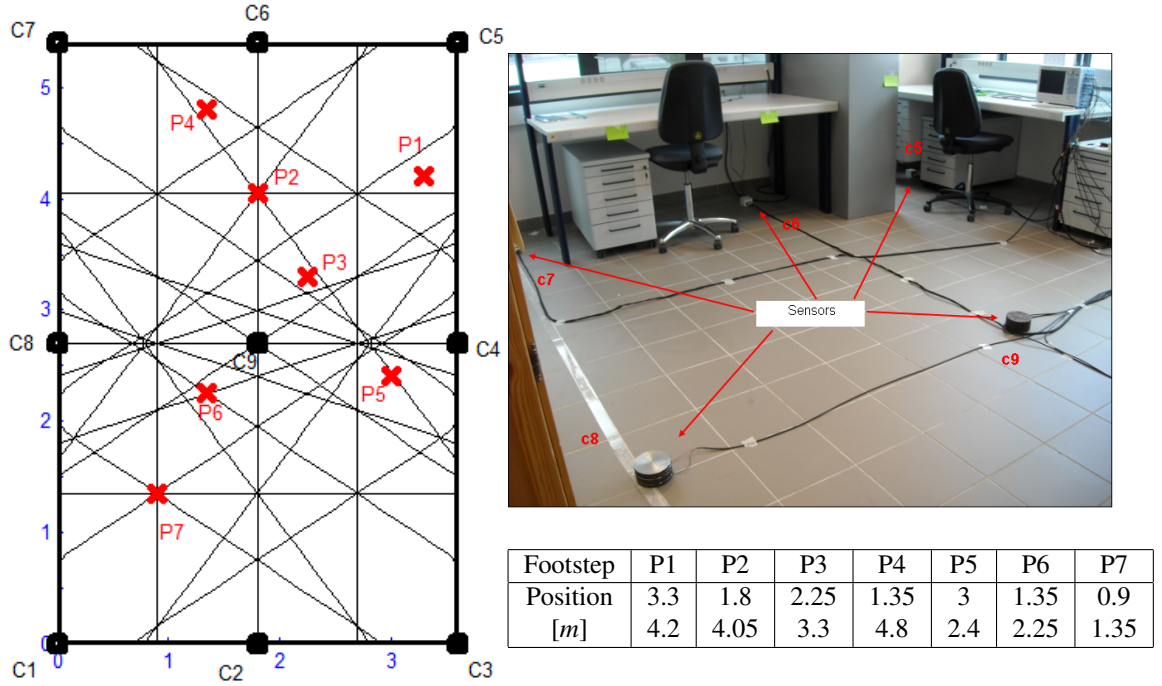 C6
C7
C5
5
P4
P1
4
P2
P3
3
C8
C4
C9
2
P5
P6
1
P7
0
C1
0
1
C2
2
3
C3
c5
c6
c7
Sensors
c9
c8
Footstep P1 P2 P3 P4 P5 P6 P7
Position 3.3 1.8 2.25 1.35 3 1.35 0.9
[m] 4.2 4.05 3.3 4.8 2.4 2.25 1.35